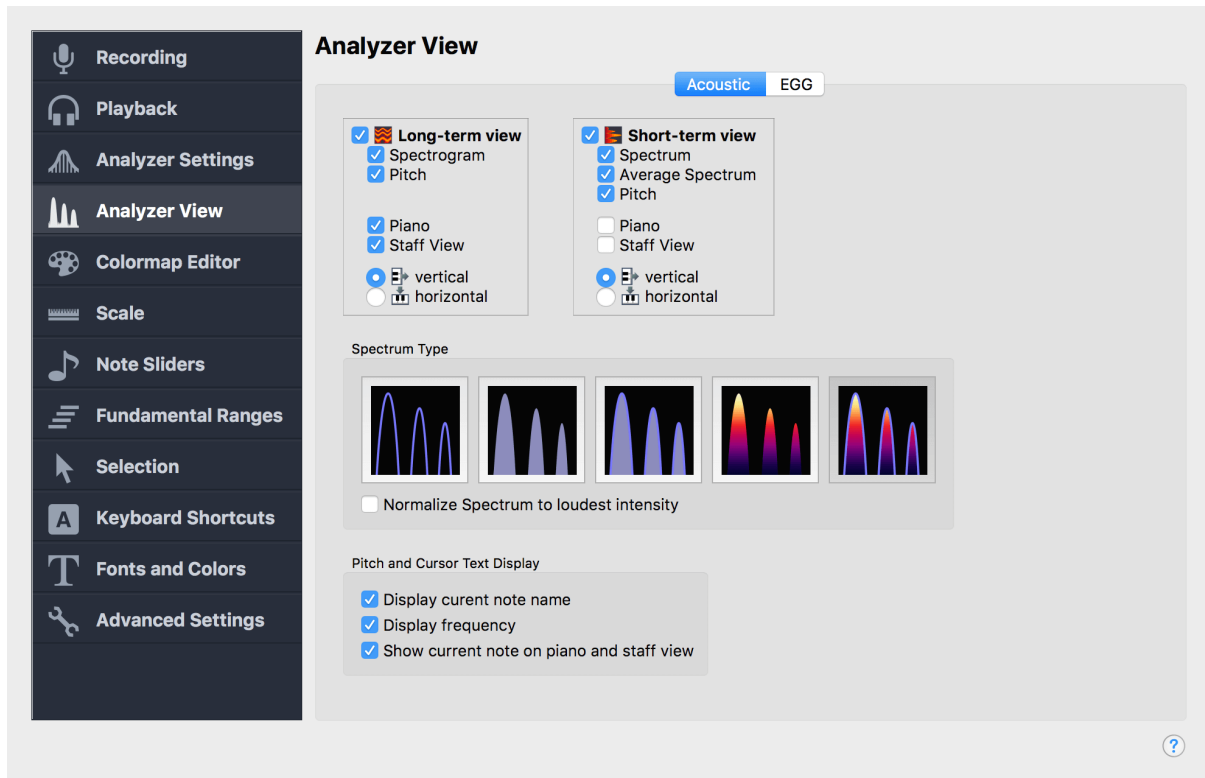 Recording
Playback
Analyzer Settings
Analyzer View
Colormap Editor
Scale
Note Sliders
Fundamental Ranges
Selection
A Keyboard Shortcuts
T Fonts and Colors
Advanced Settings
Analyzer View
Acoustic EGG
Long-term view
Spectrogram
Pitch
Piano
Staff View
vertical
horizontal
Short-term view
Spectrum
Average Spectrum
Pitch
Piano
Staff View
vertical
horizontal
Spectrum Type
Normalize Spectrum to loudest intensity
Pitch and Cursor Text Display
Display curent note name
Display frequency
Show current note on piano and staff view
?